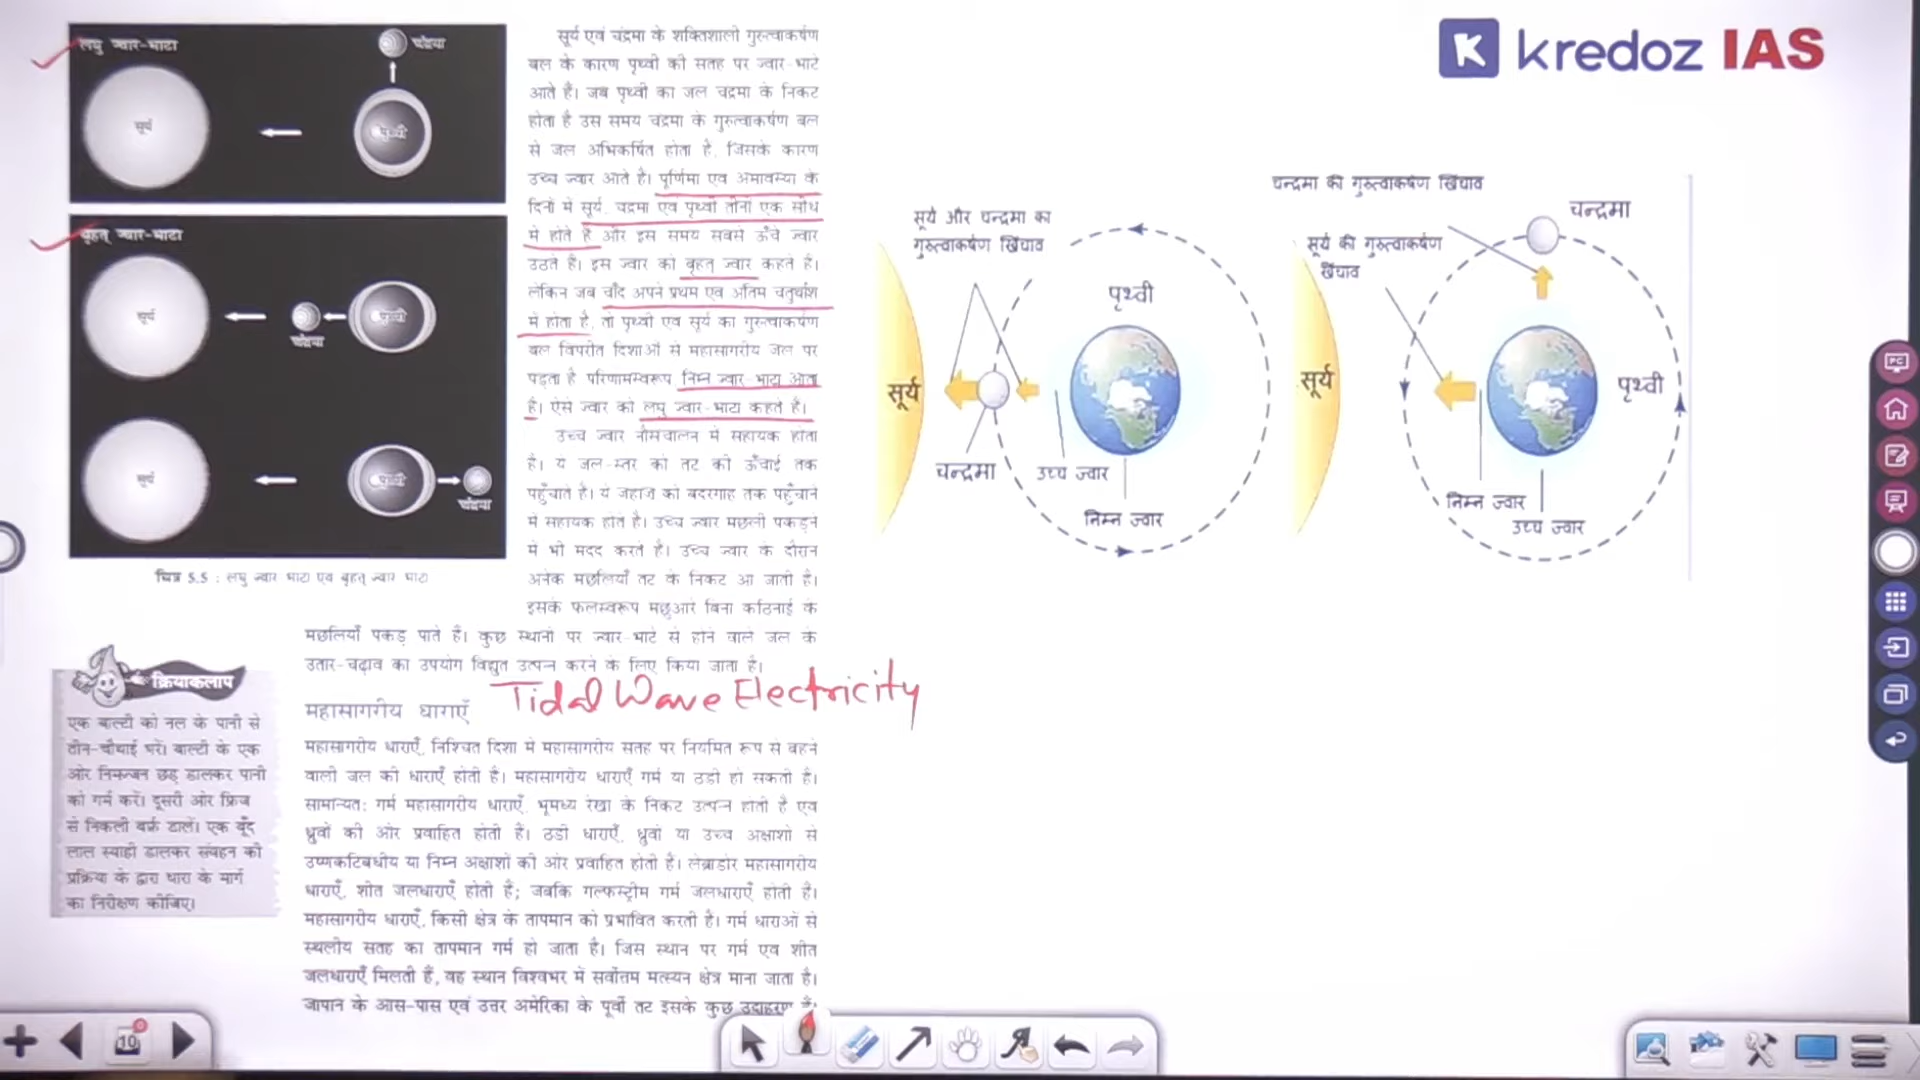 लघु ज्वार-भाटा
चंद्रमा
सूर्य
पृथ्वी
बृहत् ज्वार-भाटा
सूर्य
चंद्रमा
पृथ्वी
सूर्य
पृथ्वी
चंद्रमा
चित्र 5.5 : लघु ज्वार भाटा एवं बृहत् ज्वार भाटा
सूर्य एवं चंद्रमा के शक्तिशाली गुरुत्वाकर्षण
बल के कारण पृथ्वी की सतह पर ज्वार-भाटे
आते हैं। जब पृथ्वी का जल चंद्रमा के निकट
होता है उस समय चंद्रमा के गुरुत्वाकर्षण बल
से जल अभिकर्षित होता है, जिसके कारण
उच्च ज्वार आते हैं। पूर्णिमा एवं अमावस्या के
दिनों में सूर्य, चंद्रमा एवं पृथ्वी तीनों एक सीध
में होते हैं और इस समय सबसे ऊँचे ज्वार
उठते हैं। इस ज्वार को बृहत् ज्वार कहते हैं।
लेकिन जब चाँद अपने प्रथम एवं अंतिम चतुर्थांश
में होता है, तो पृथ्वी एवं सूर्य का गुरुत्वाकर्षण
बल विपरीत दिशाओं से महासागरीय जल पर
पड़ता है परिणामस्वरूप निम्न ज्वार-भाटा आता
है। ऐसे ज्वार को लघु ज्वार-भाटा कहते हैं।
उच्च ज्वार नौसंचालन में सहायक होता
है। ये जल-स्तर को तट की ऊँचाई तक
पहुँचाते हैं। ये जहाज़ को बंदरगाह तक पहुँचाने
में सहायक होते हैं। उच्च ज्वार मछली पकड़ने
में भी मदद करते हैं। उच्च ज्वार के दौरान
अनेक मछलियाँ तट के निकट आ जाती हैं।
इसके फलस्वरूप मछुआरे बिना कठिनाई के
मछलियाँ पकड़ पाते हैं। कुछ स्थानों पर ज्वार-भाटे से होने वाले जल के
उतार-चढ़ाव का उपयोग विद्युत उत्पन्न करने के लिए किया जाता है।
Tidal Wave Electricity
महासागरीय धाराएँ
महासागरीय धाराएँ, निश्चित दिशा में महासागरीय सतह पर नियमित रूप से बहने
वाली जल की धाराएँ होती हैं। महासागरीय धाराएँ गर्म या ठंडी हो सकती हैं।
सामान्यत: गर्म महासागरीय धाराएँ, भूमध्य रेखा के निकट उत्पन्न होती हैं एवं
ध्रुवों की ओर प्रवाहित होती हैं। ठंडी धाराएँ, ध्रुवों या उच्च अक्षांशों से
उष्णकटिबंधीय या निम्न अक्षांशों की ओर प्रवाहित होती हैं। लेब्राडोर महासागरीय
धाराएँ, शीत जलधाराएँ होती हैं; जबकि गल्फस्ट्रीम गर्म जलधाराएँ होती हैं।
महासागरीय धाराएँ, किसी क्षेत्र के तापमान को प्रभावित करती हैं। गर्म धाराओं से
स्थलीय सतह का तापमान गर्म हो जाता है। जिस स्थान पर गर्म एवं शीत
जलधाराएँ मिलती हैं, वह स्थान विश्वभर में सर्वोत्तम मत्स्यन क्षेत्र माना जाता है।
जापान के आस-पास एवं उत्तर अमेरिका के पूर्वी तट इसके कुछ उदाहरण हैं।
क्रियाकलाप
एक बाल्टी को नल के पानी से
तीन-चौथाई भरें। बाल्टी के एक
ओर निमज्जन छड़ डालकर पानी
को गर्म करें। दूसरी ओर फ्रिज
से निकली बर्फ़ डालें। एक बूँद
लाल स्याही डालकर संवहन की
प्रक्रिया के द्वारा धारा के मार्ग
का निरीक्षण कीजिए।
kredoz IAS
सूर्य और चन्द्रमा का
गुरुत्वाकर्षण खिंचाव
पृथ्वी
सूर्य
चन्द्रमा
उच्च ज्वार
निम्न ज्वार
चन्द्रमा की गुरुत्वाकर्षण खिंचाव
चन्द्रमा
सूर्य की गुरुत्वाकर्षण
खिंचाव
सूर्य
पृथ्वी
निम्न ज्वार
उच्च ज्वार
10
PC